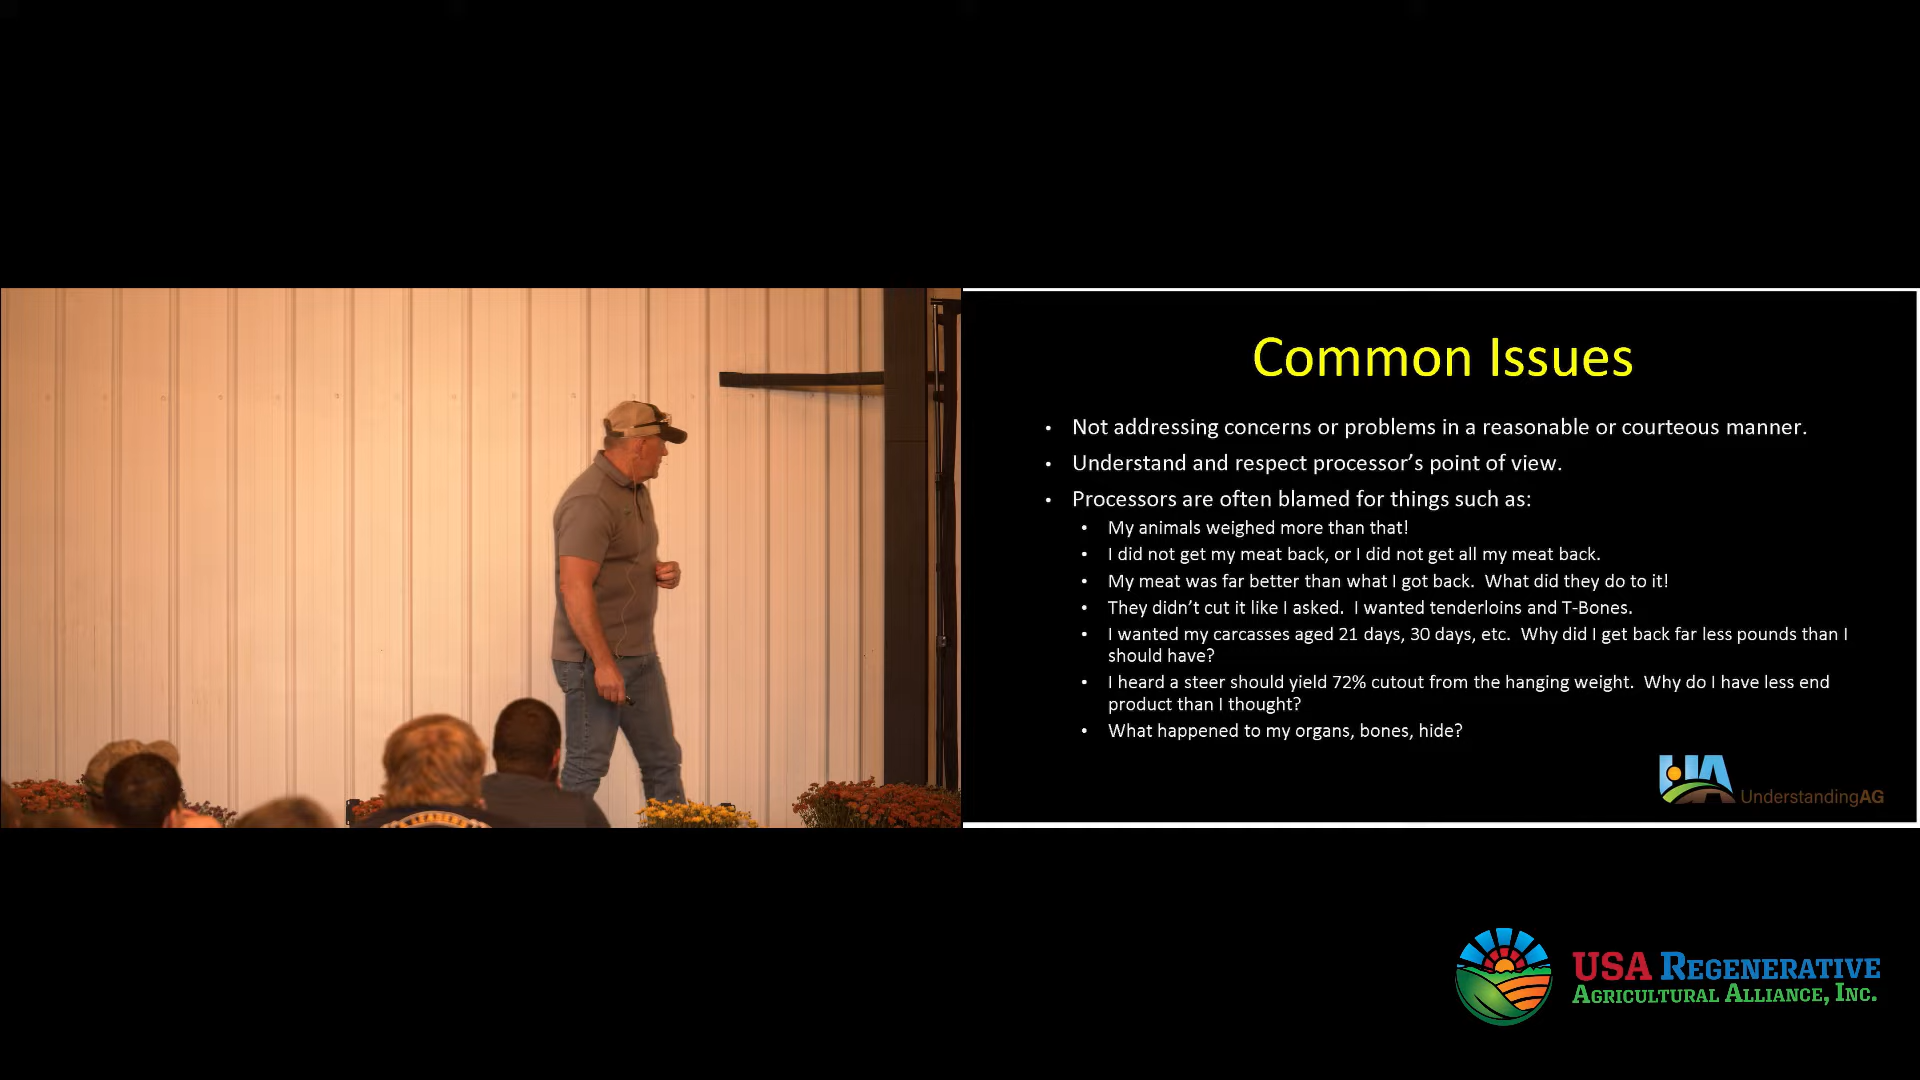 Common Issues
• Not addressing concerns or problems in a reasonable or courteous manner.
• Understand and respect processor's point of view.
• Processors are often blamed for things such as:
• My animals weighed more than that!
• I did not get my meat back, or I did not get all my meat back.
• My meat was far better than what I got back.  What did they do to it!
• They didn't cut it like I asked.  I wanted tenderloins and T-Bones.
• I wanted my carcasses aged 21 days, 30 days, etc.  Why did I get back far less pounds than I
should have?
• I heard a steer should yield 72% cutout from the hanging weight.  Why do I have less end
product than I thought?
• What happened to my organs, bones, hide?
UA
UnderstandingAG
USA REGENERATIVE
AGRICULTURAL ALLIANCE, INC.